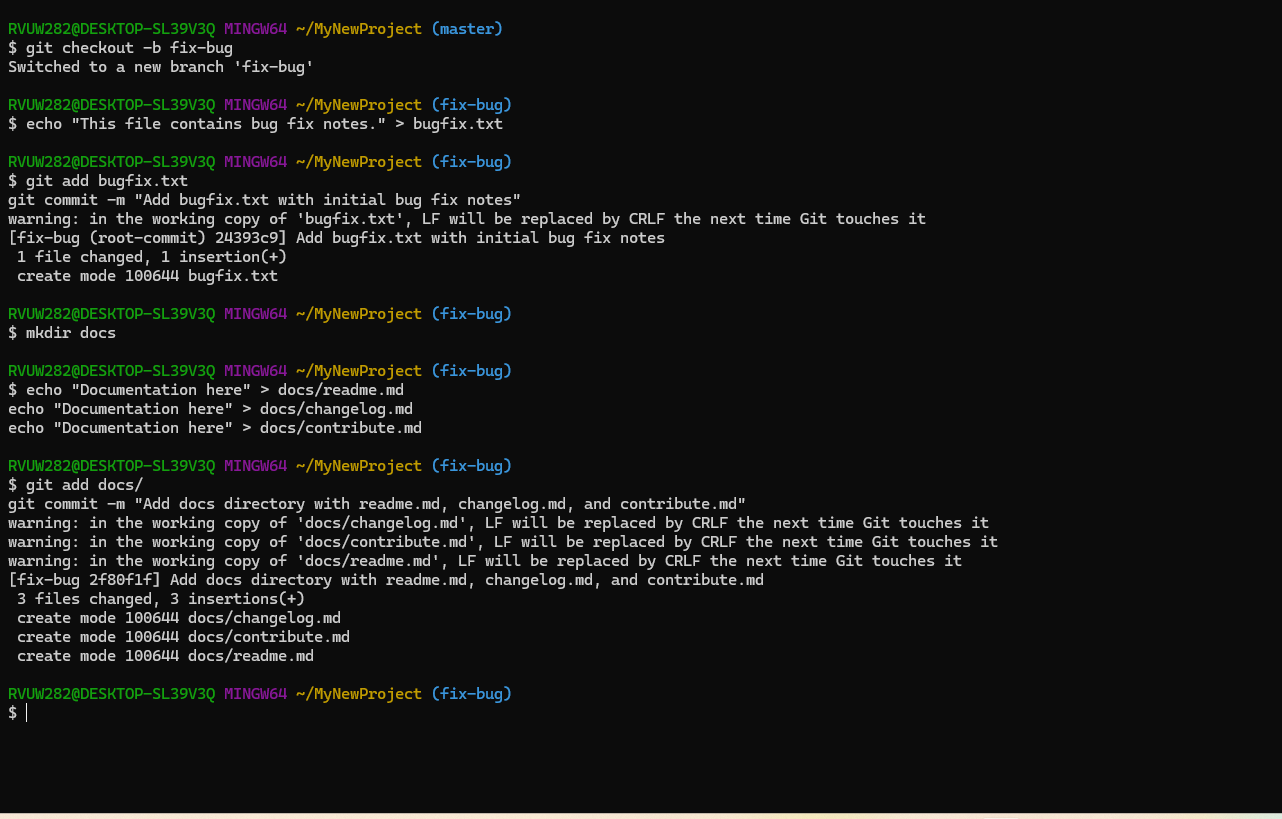 RVUW282@DESKTOP-SL39V3Q MINGW64 ~/MyNewProject (master)
$ git checkout -b fix-bug
Switched to a new branch 'fix-bug'
RVUW282@DESKTOP-SL39V3Q MINGW64 ~/MyNewProject (fix-bug)
$ echo "This file contains bug fix notes." > bugfix.txt
RVUW282@DESKTOP-SL39V3Q MINGW64 ~/MyNewProject (fix-bug)
$ git add bugfix.txt
git commit -m "Add bugfix.txt with initial bug fix notes"
warning: in the working copy of 'bugfix.txt', LF will be replaced by CRLF the next time Git touches it
[fix-bug (root-commit) 24393c9] Add bugfix.txt with initial bug fix notes
 1 file changed, 1 insertion(+)
 create mode 100644 bugfix.txt
RVUW282@DESKTOP-SL39V3Q MINGW64 ~/MyNewProject (fix-bug)
$ mkdir docs
RVUW282@DESKTOP-SL39V3Q MINGW64 ~/MyNewProject (fix-bug)
$ echo "Documentation here" > docs/readme.md
echo "Documentation here" > docs/changelog.md
echo "Documentation here" > docs/contribute.md
RVUW282@DESKTOP-SL39V3Q MINGW64 ~/MyNewProject (fix-bug)
$ git add docs/
git commit -m "Add docs directory with readme.md, changelog.md, and contribute.md"
warning: in the working copy of 'docs/changelog.md', LF will be replaced by CRLF the next time Git touches it
warning: in the working copy of 'docs/contribute.md', LF will be replaced by CRLF the next time Git touches it
warning: in the working copy of 'docs/readme.md', LF will be replaced by CRLF the next time Git touches it
[fix-bug 2f80f1f] Add docs directory with readme.md, changelog.md, and contribute.md
 3 files changed, 3 insertions(+)
 create mode 100644 docs/changelog.md
 create mode 100644 docs/contribute.md
 create mode 100644 docs/readme.md
RVUW282@DESKTOP-SL39V3Q MINGW64 ~/MyNewProject (fix-bug)
$